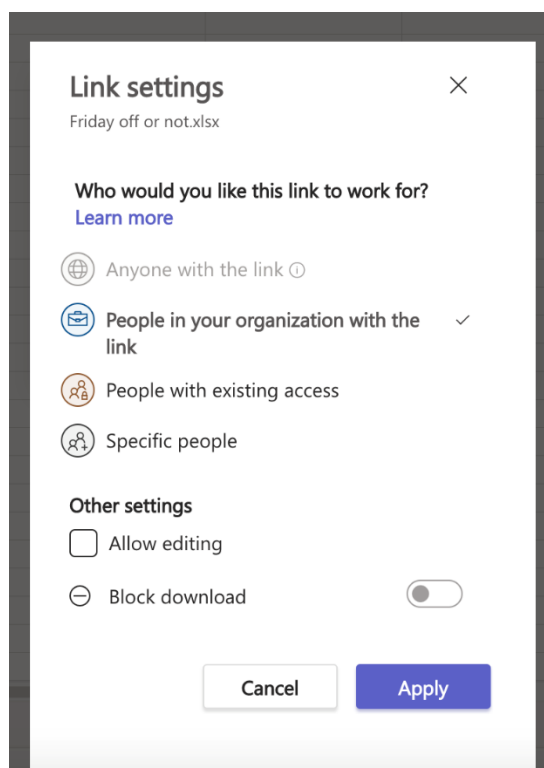 Link settings
Friday off or not.xlsx
Who would you like this link to work for?
Learn more
Anyone with the link
People in your organization with the
link
People with existing access
Specific people
Other settings
Allow editing
Block download
Cancel
Apply